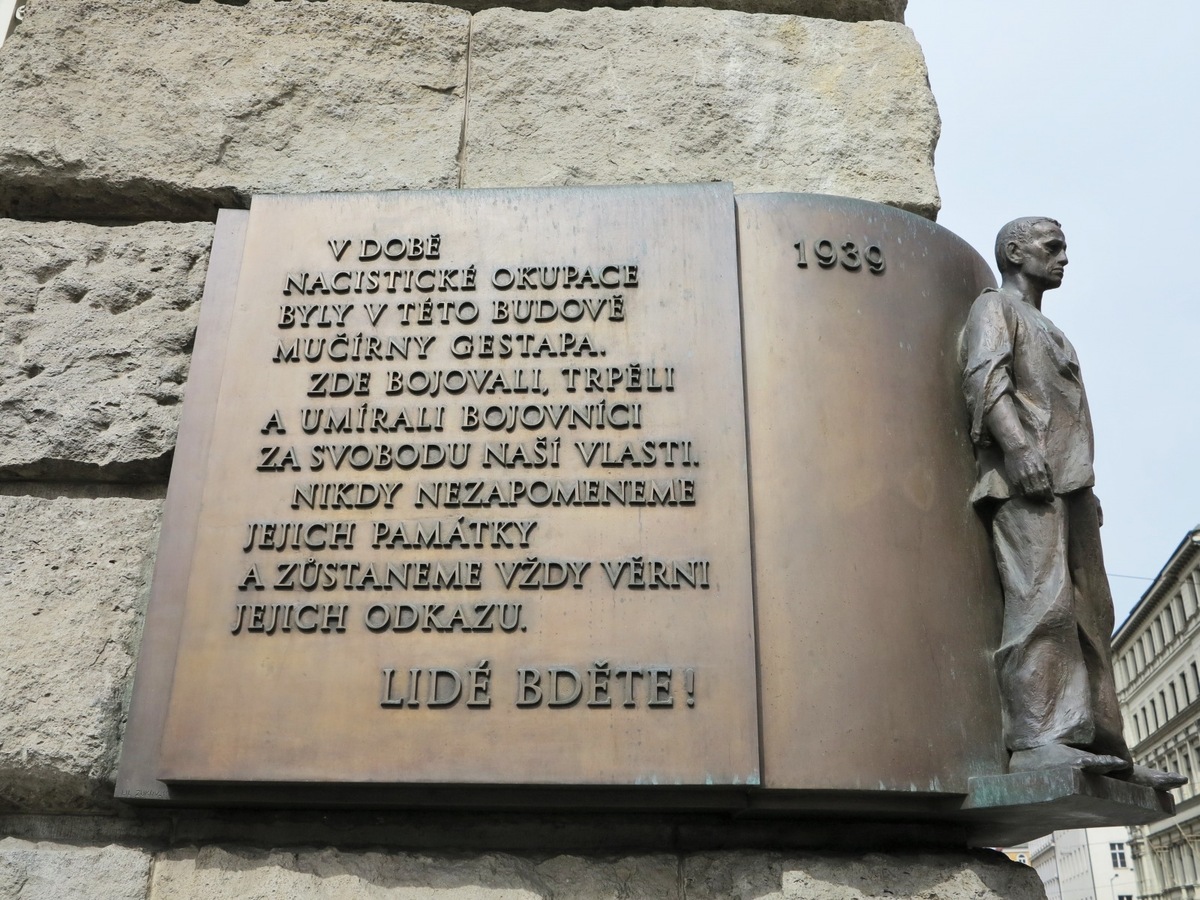 V DOBĚ
NACISTICKÉ OKUPACE
BYLY V TÉTO BUDOVĚ
MUČÍRNY GESTAPA.
ZDE BOJOVALI, TRPĚLI
A UMÍRALI BOJOVNÍCI
ZA SVOBODU NAŠÍ VLASTI.
NIKDY NEZAPOMENEME
JEJICH PAMÁTKY
A ZŮSTANEME VŽDY VĚRNI
JEJICH ODKAZU.
LIDÉ BDĚTE!
1939